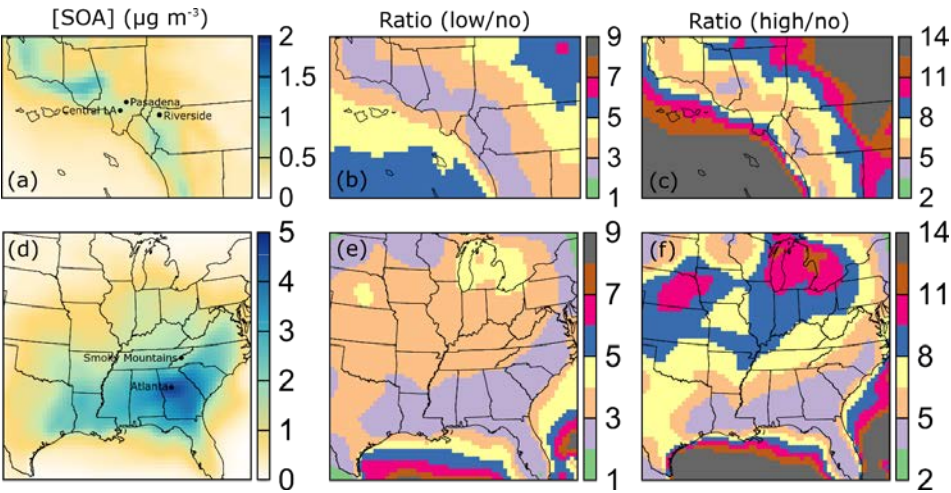 [SOA] (µg m⁻³) Ratio (low/no) Ratio (high/no)
2 9 14
1.5 7 11
Pasadena
Central LA
Riverside
1 5 8
0.5 3 5
(a) (b) (c)
0 1 2
(d) (e) (f)
5 9 14
4 7 11
3
Smoky Mountains
5 8
2
Atlanta
3 5
1
0 1 2